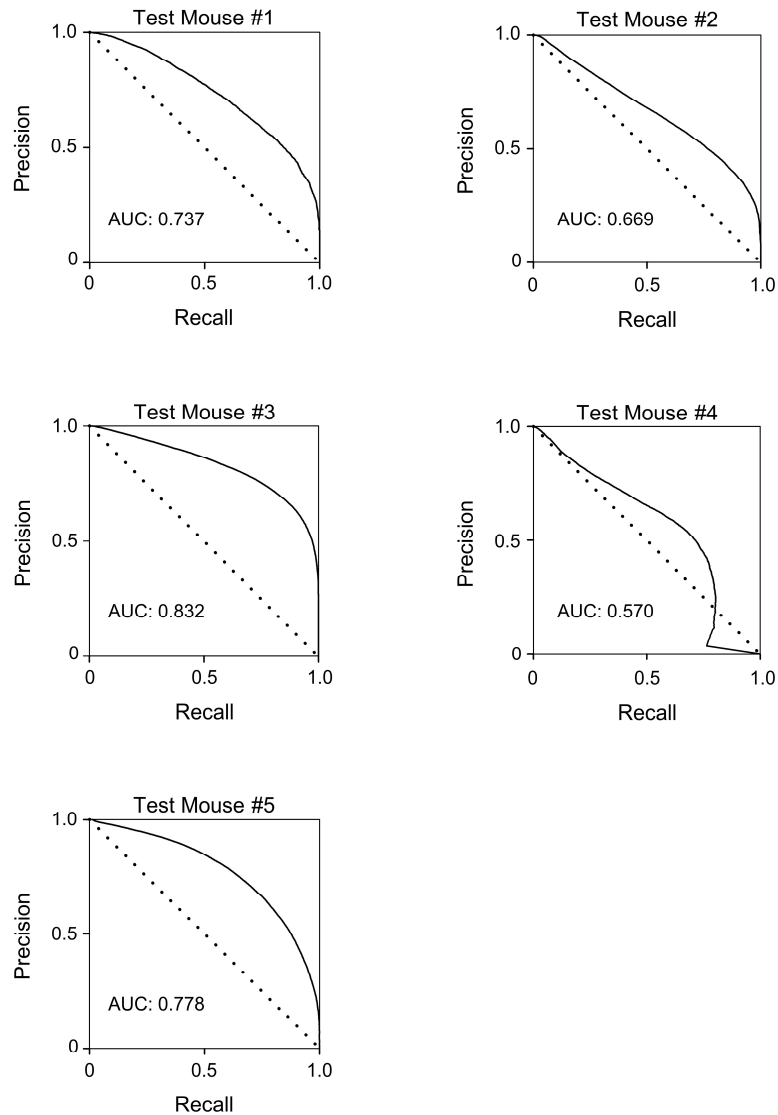 Test Mouse #1
1.0
0.5
0
Precision
AUC: 0.737
0 0.5 1.0
Recall
Test Mouse #2
1.0
0.5
0
Precision
AUC: 0.669
0 0.5 1.0
Recall
Test Mouse #3
1.0
0.5
0
Precision
AUC: 0.832
0 0.5 1.0
Recall
Test Mouse #4
1.0
0.5
0
Precision
AUC: 0.570
0 0.5 1.0
Recall
Test Mouse #5
1.0
0.5
0
Precision
AUC: 0.778
0 0.5 1.0
Recall